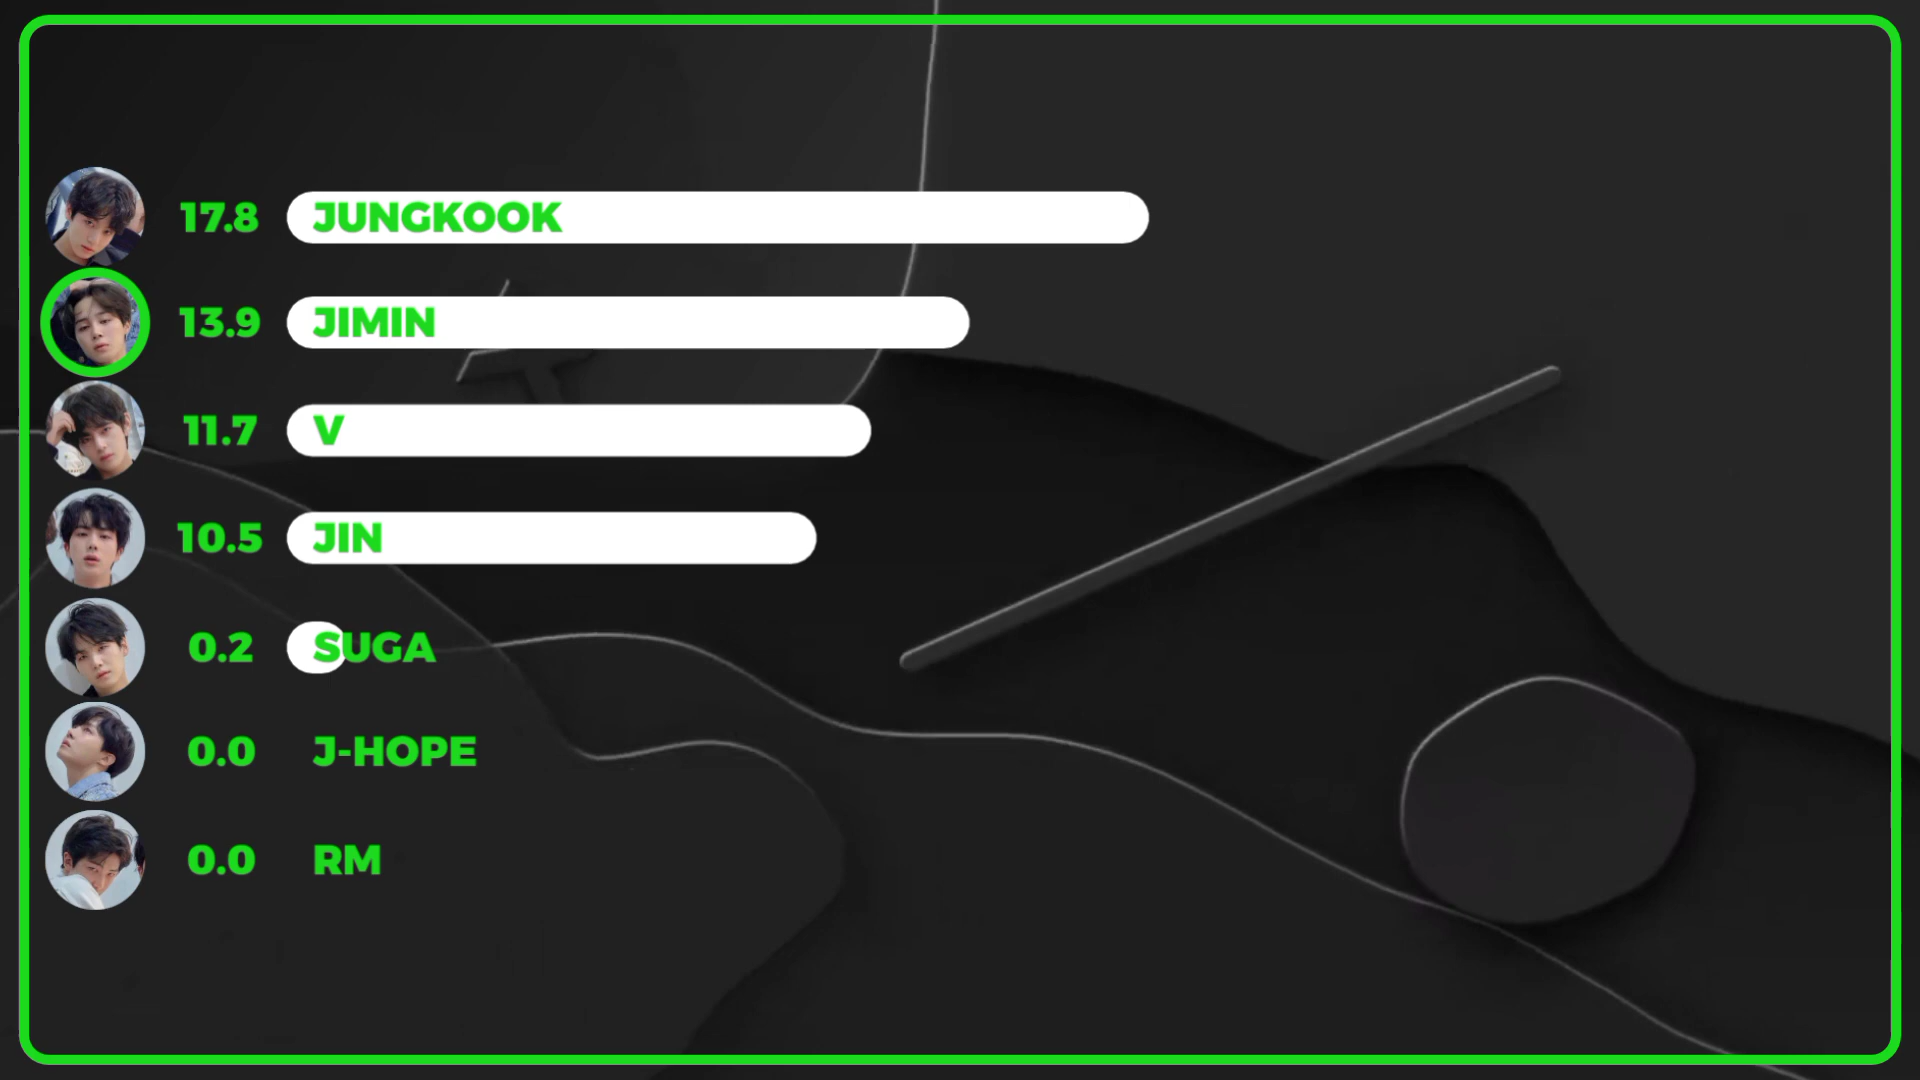 17.8 JUNGKOOK
13.9 JIMIN
11.7 V
10.5 JIN
0.2 SUGA
0.0 J-HOPE
0.0 RM